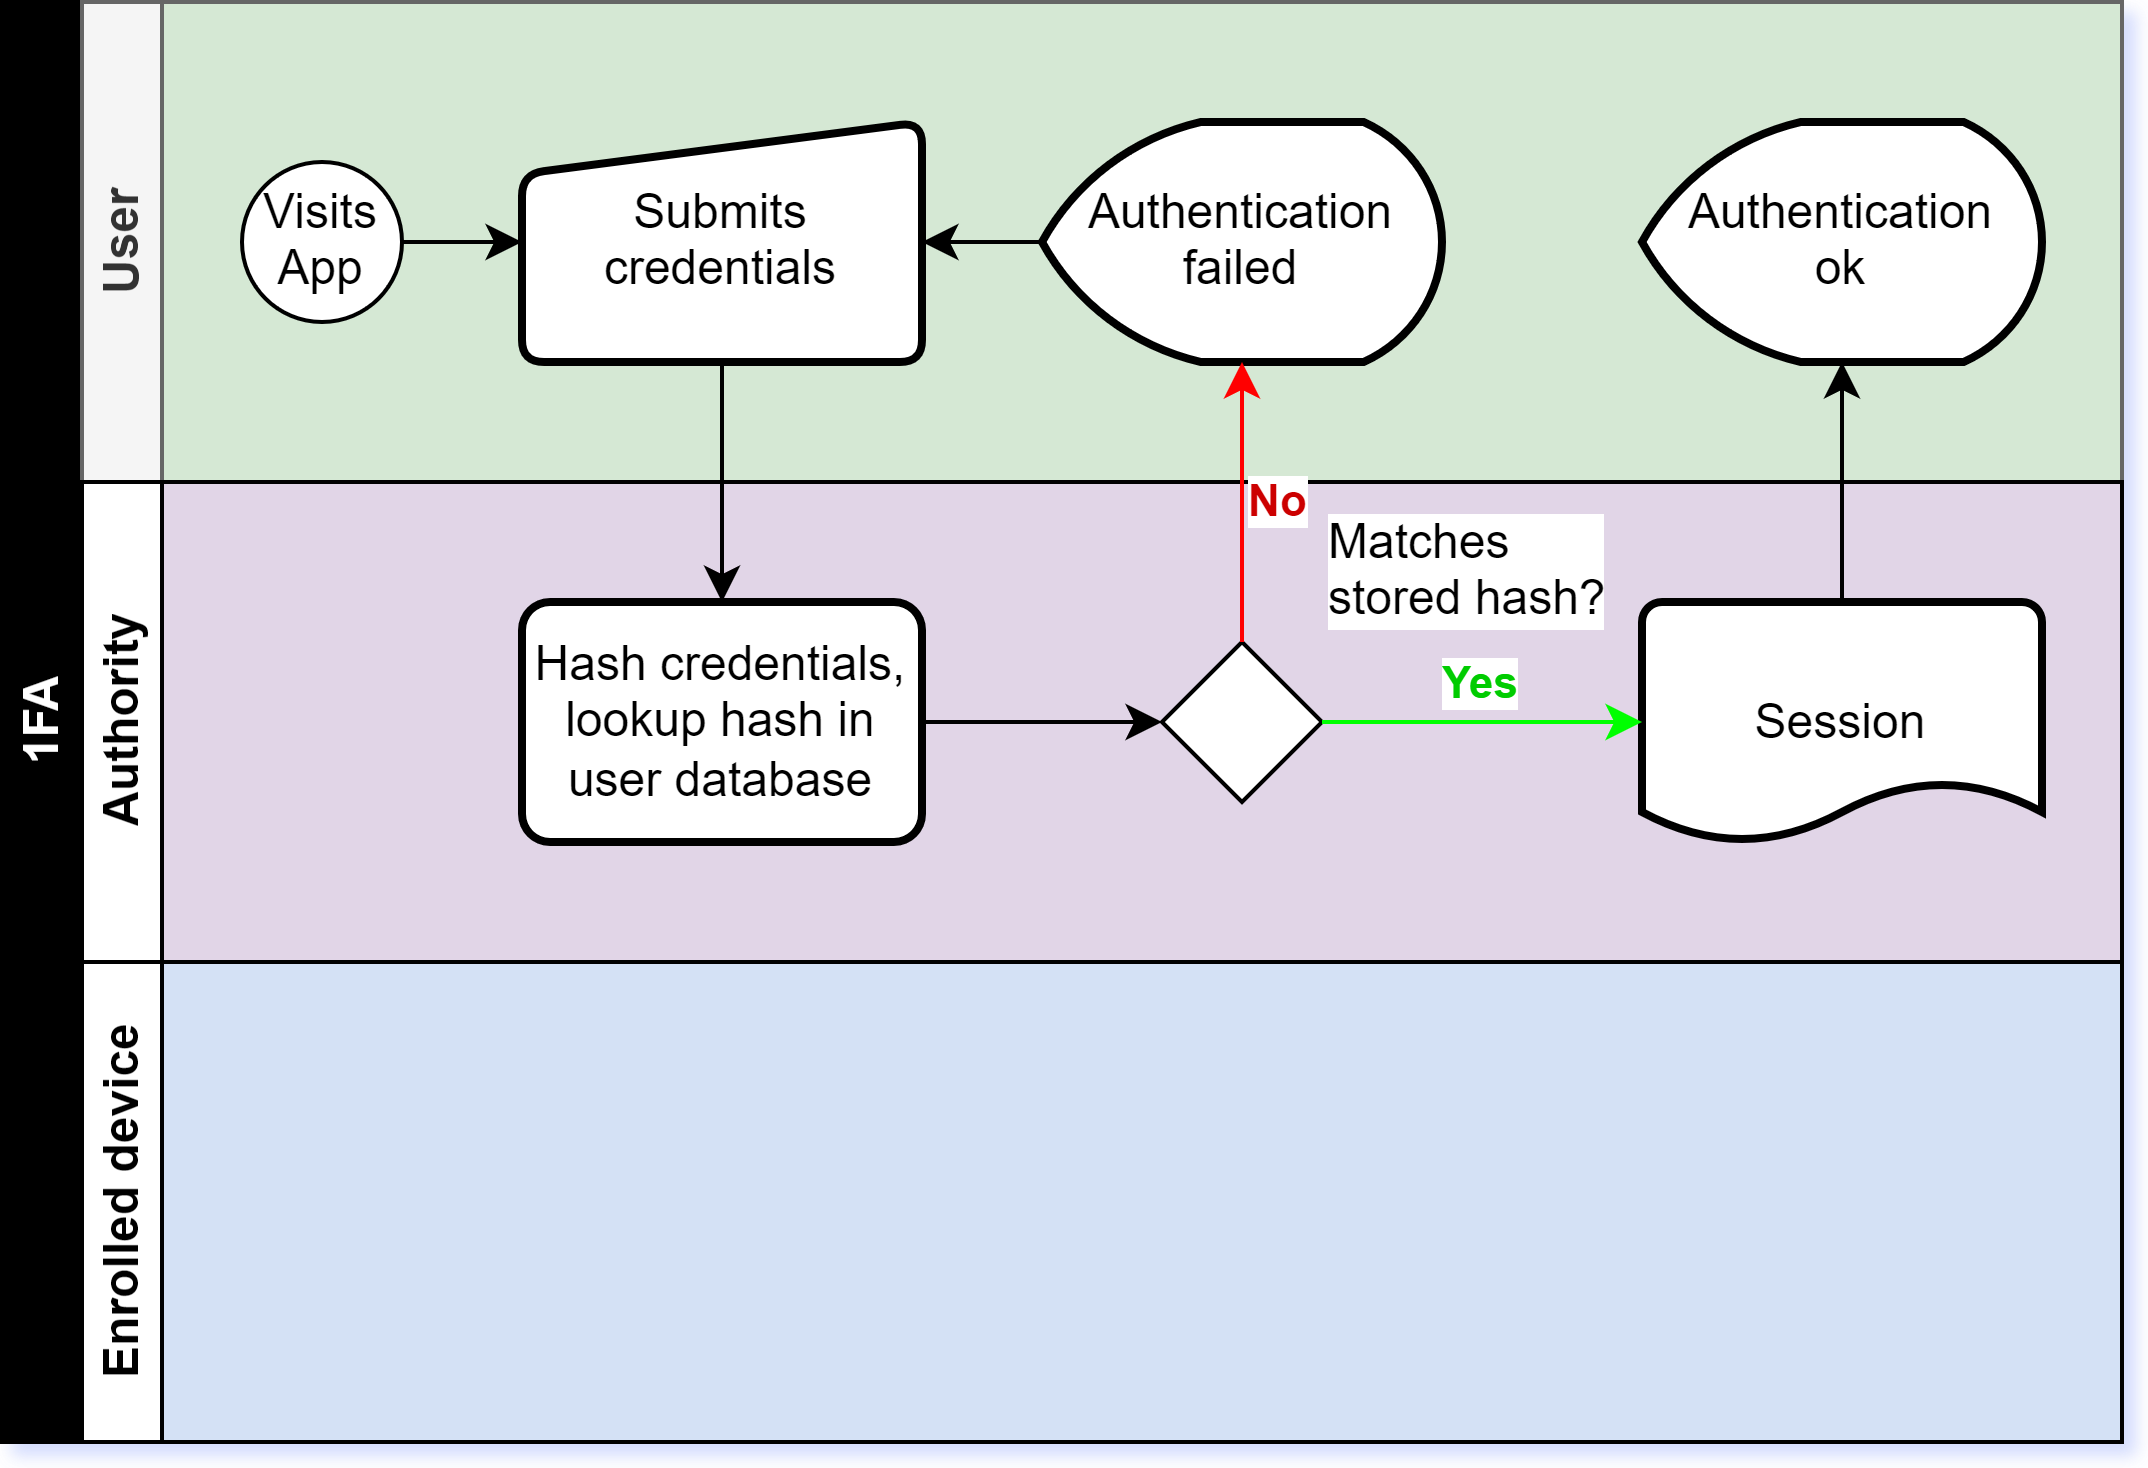 1FA
User
Visits
App
Submits
credentials
Authentication
failed
Authentication
ok
Authority
Hash credentials,
lookup hash in
user database
No
Matches
stored hash?
Yes
Session
Enrolled device